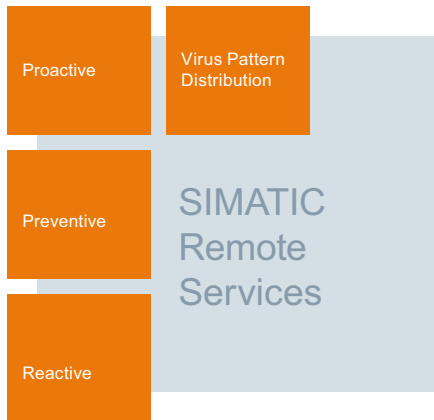 Proactive
Virus Pattern
Distribution
Preventive
SIMATIC
Remote
Services
Reactive